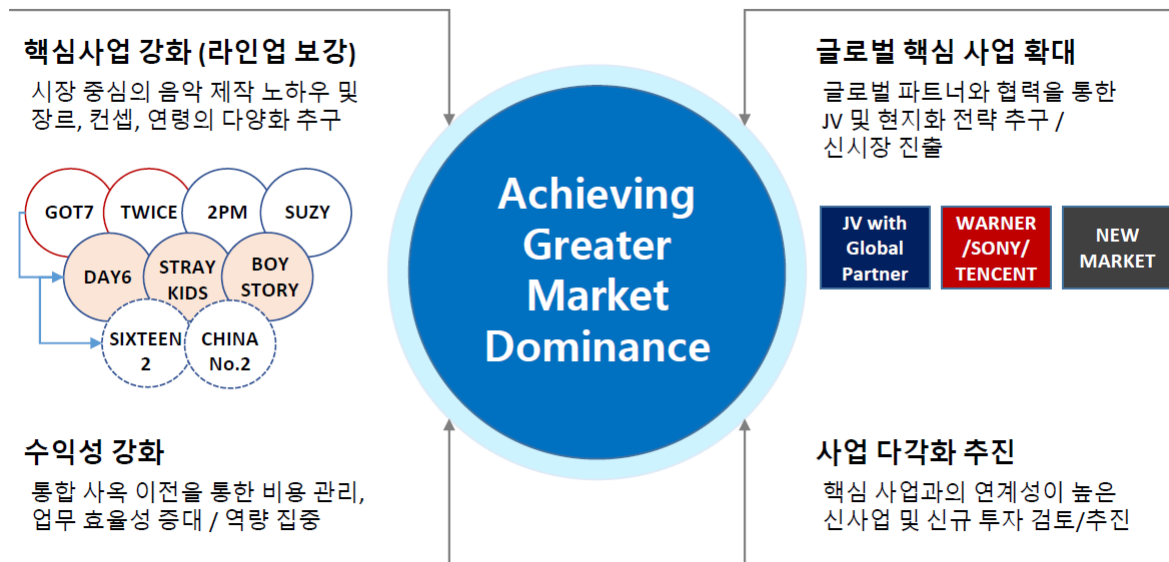 핵심사업 강화 (라인업 보강)
시장 중심의 음악 제작 노하우 및
장르, 컨셉, 연령의 다양화 추구
GOT7
TWICE
2PM
SUZY
DAY6
STRAY
KIDS
BOY
STORY
SIXTEEN
2
CHINA
No.2
수익성 강화
통합 사옥 이전을 통한 비용 관리,
업무 효율성 증대 / 역량 집중
Achieving
Greater
Market
Dominance
글로벌 핵심 사업 확대
글로벌 파트너와 협력을 통한
JV 및 현지화 전략 추구 /
신시장 진출
JV with
Global
Partner
WARNER
/SONY/
TENCENT
NEW
MARKET
사업 다각화 추진
핵심 사업과의 연계성이 높은
신사업 및 신규 투자 검토/추진